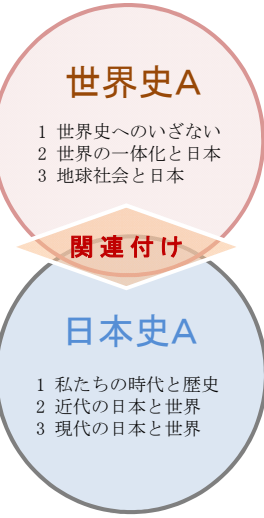 世界史A
1 世界史へのいざない
2 世界の一体化と日本
3 地球社会と日本
関連付け
日本史A
1 私たちの時代と歴史
2 近代の日本と世界
3 現代の日本と世界